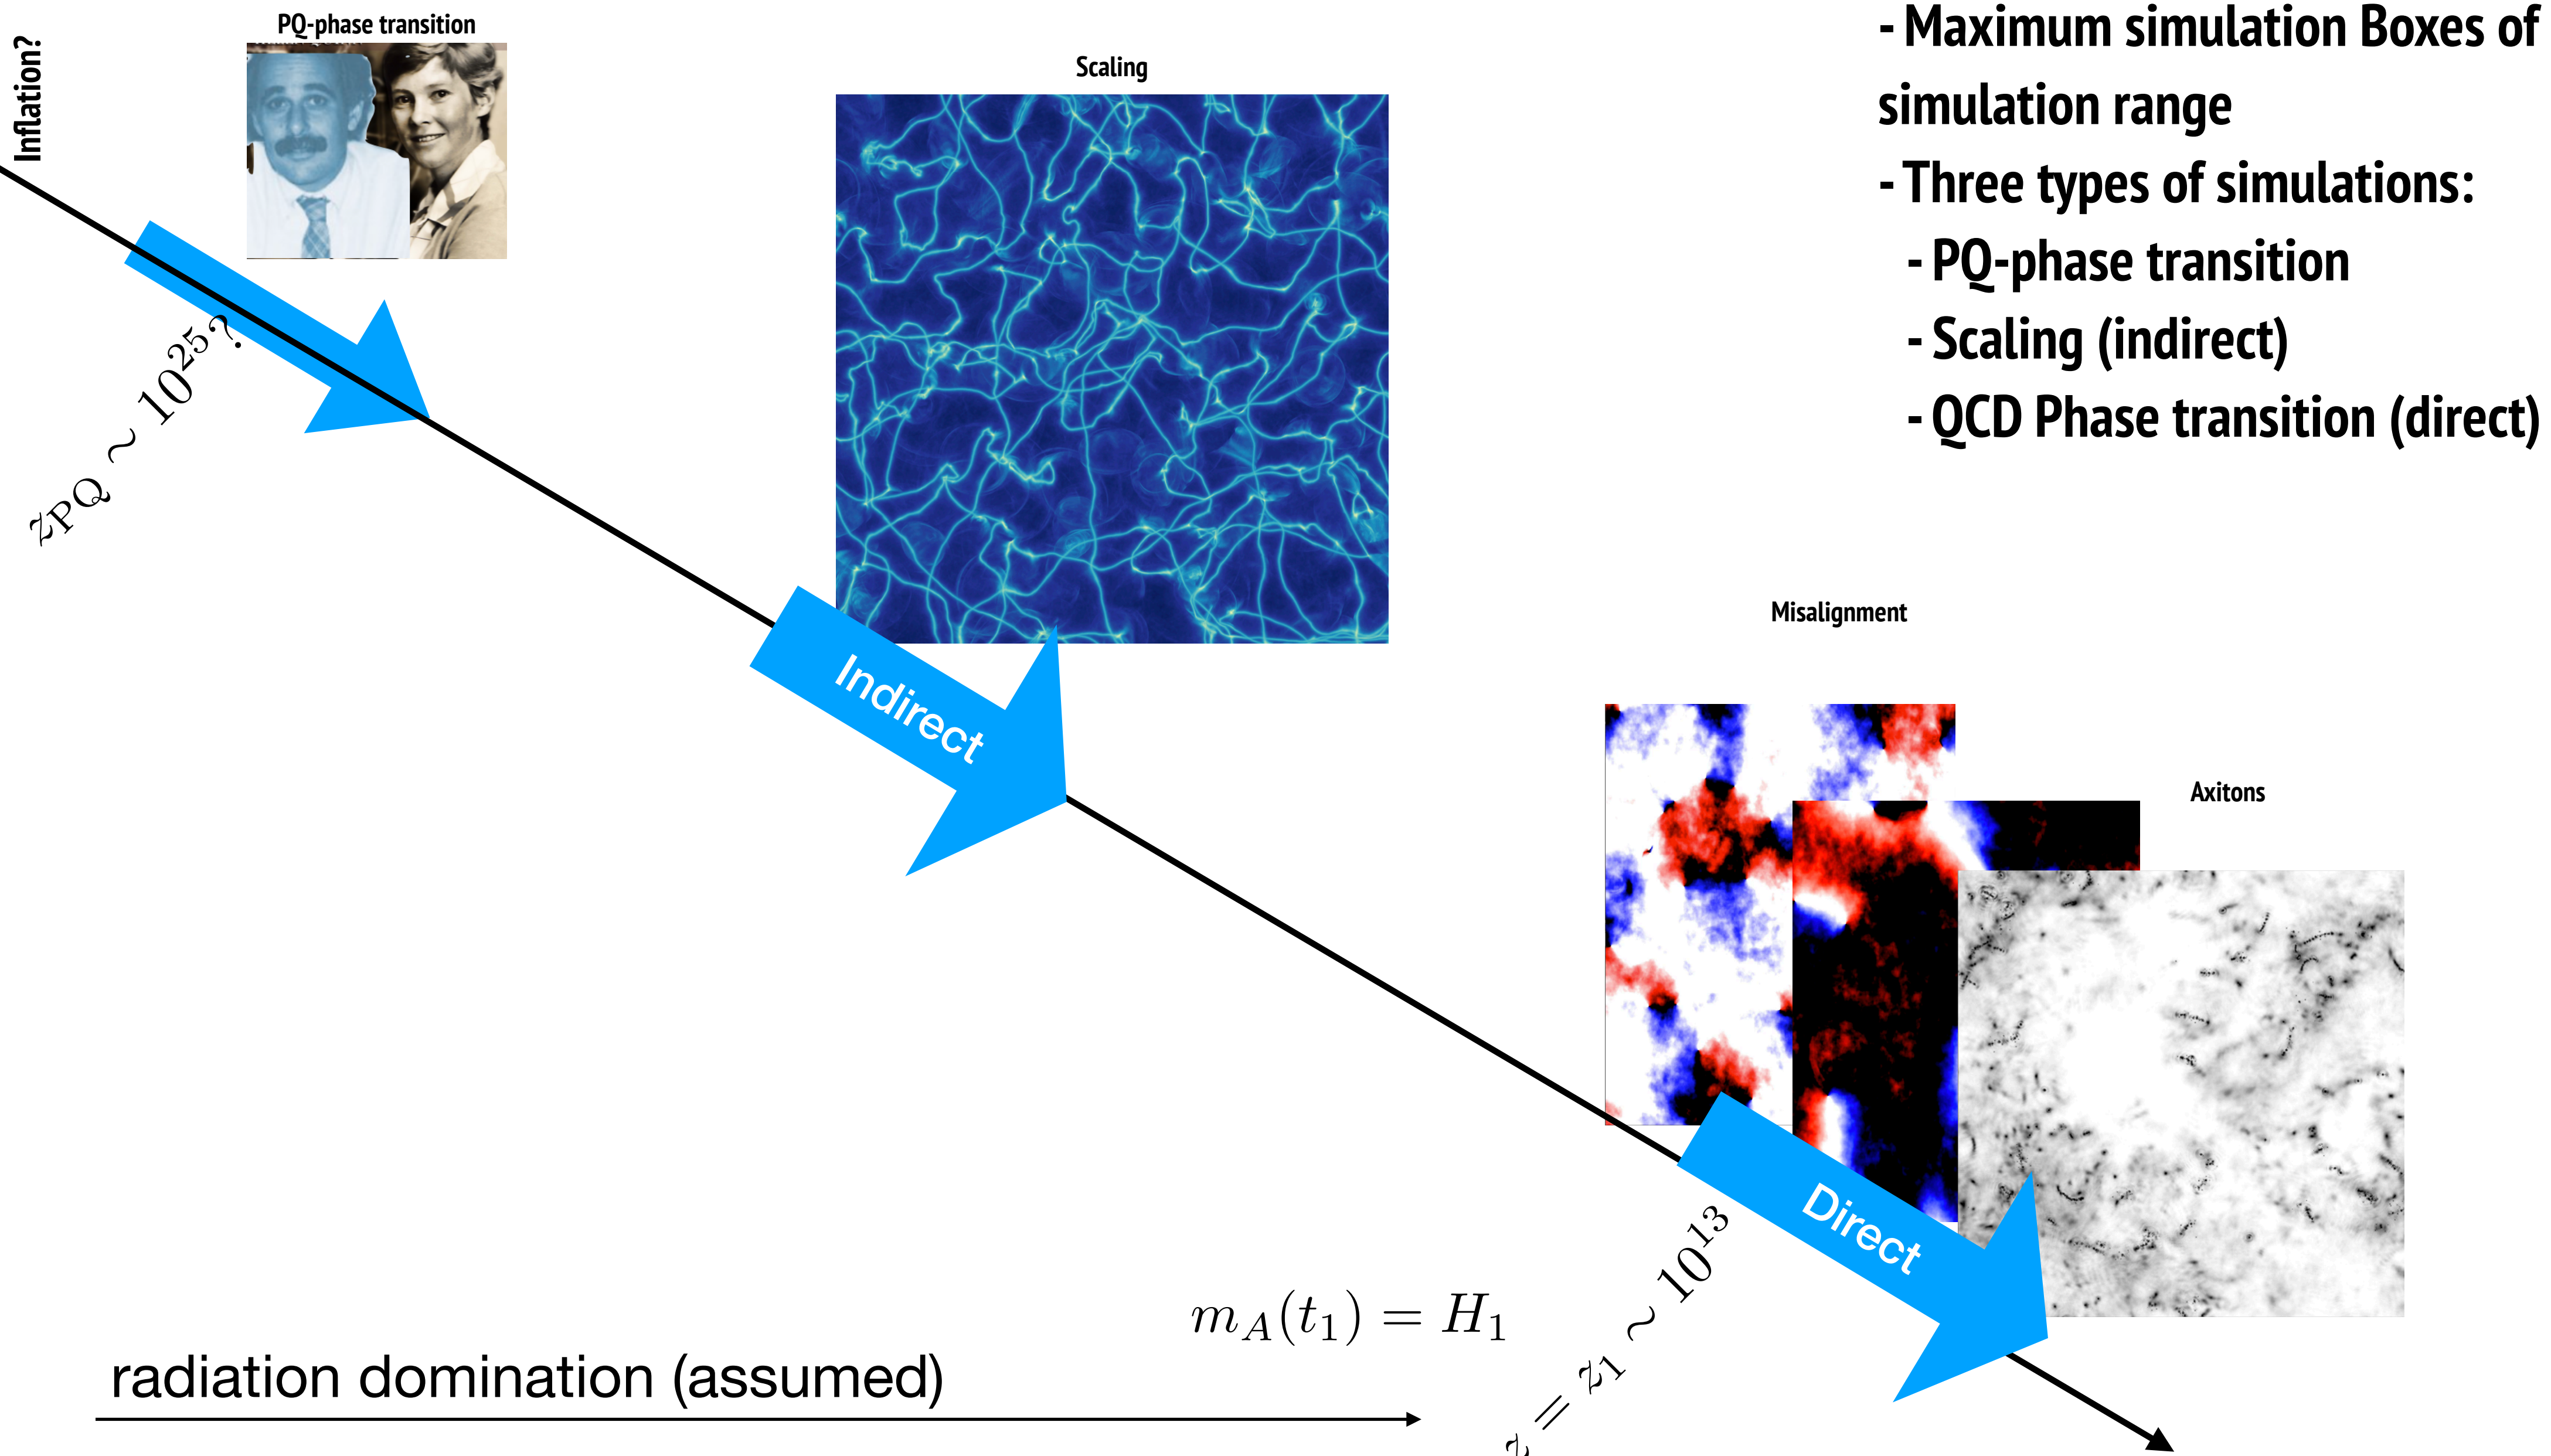 Inflation?
PQ-phase transition
Scaling
- Maximum simulation Boxes of
simulation range
- Three types of simulations:
- PQ-phase transition
- Scaling (indirect)
- QCD Phase transition (direct)
z_PQ ∼ 10^25?
Indirect
Misalignment
Axitons
Direct
m_A(t_1) = H_1
z = z_1 ∼ 10^13
radiation domination (assumed)